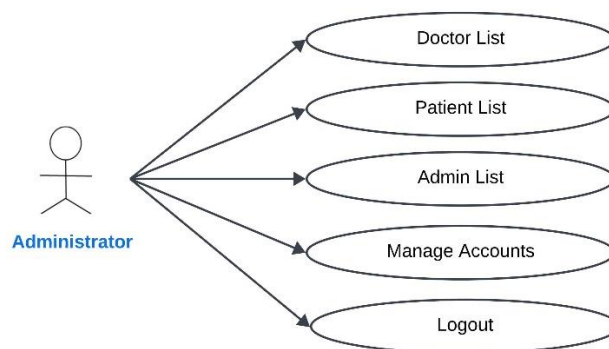 Doctor List
Patient List
Admin List
Administrator
Manage Accounts
Logout